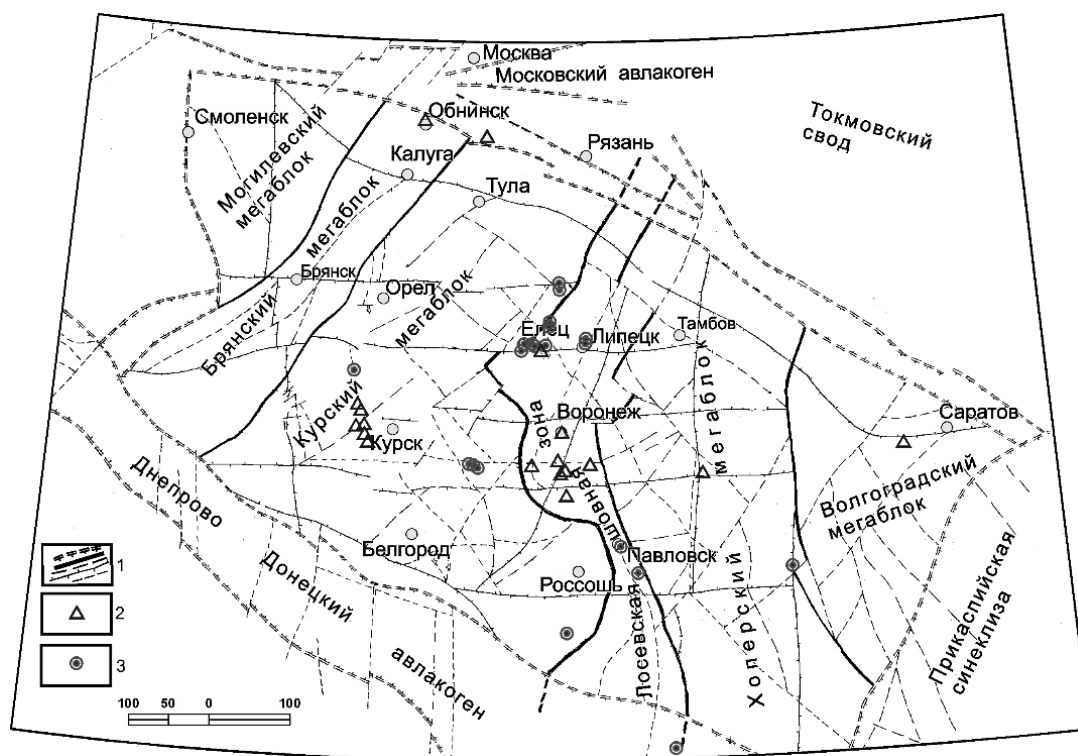 Москва
Московский авлакоген
Токмовский
свод
Смоленск
Обнинск
Рязань
Могилевский
мегаблок
Калуга
Тула
Брянск
Брянский
мегаблок
Орел
Курский
мегаблок
Елец
Липецк
Тамбов
Хоперский
мегаблок
Воронеж
Саратов
Курск
Лосевская
шовная
зона
Волгоградский
мегаблок
Днепрово
Донецкий
авлакоген
Белгород
Павловск
Россошь
Прикаспийская
синеклиза
1
2
3
100 50 0 100